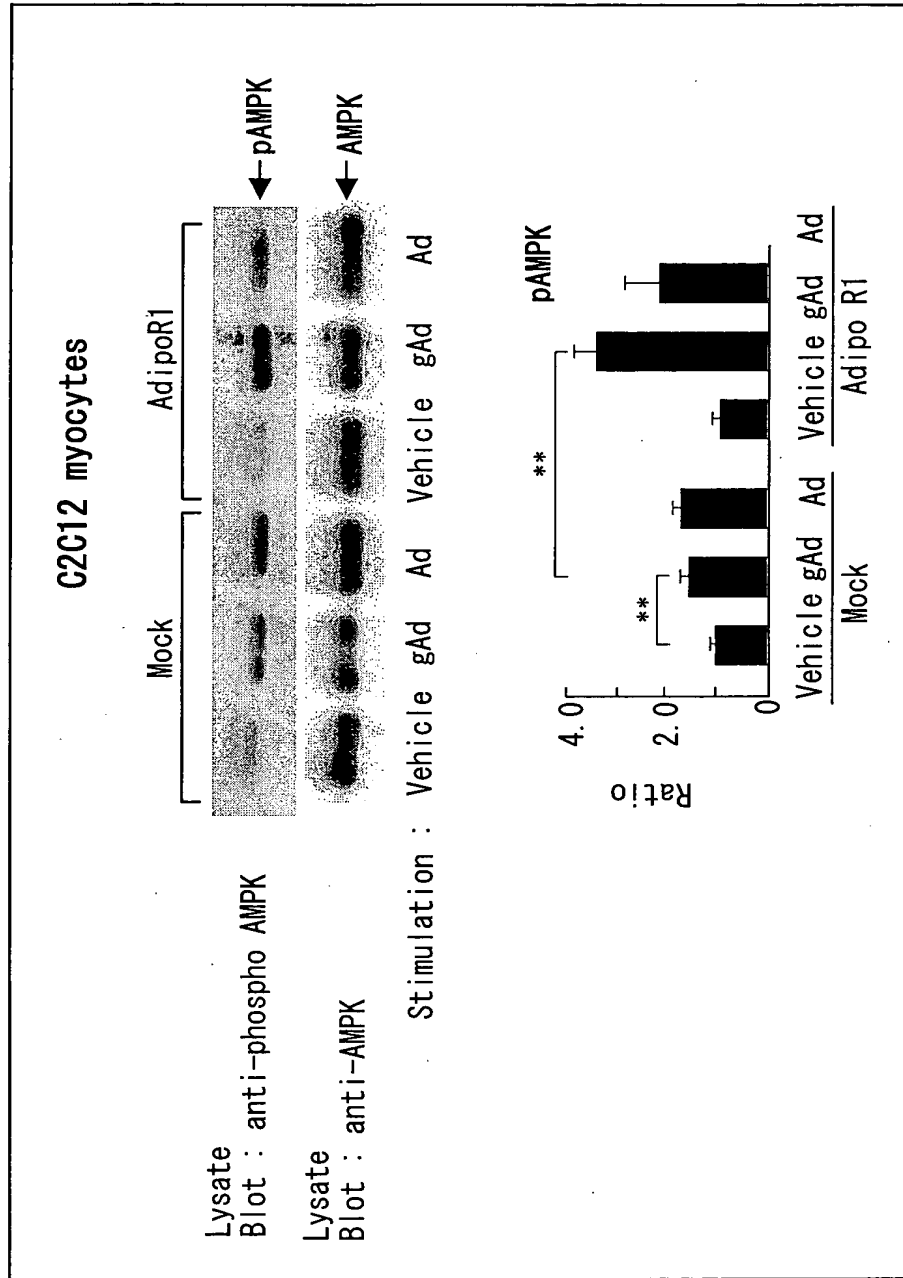 C2C12 myocytes
Mock AdipoR1
Lysate
Blot : anti-phospho AMPK
pAMPK
Lysate
Blot : anti-AMPK
AMPK
Stimulation : Vehicle gAd Ad Vehicle gAd Ad
pAMPK
**
**
Ratio
4.0
2.0
0
Vehicle gAd Ad Vehicle gAd Ad
Mock Adipo R1